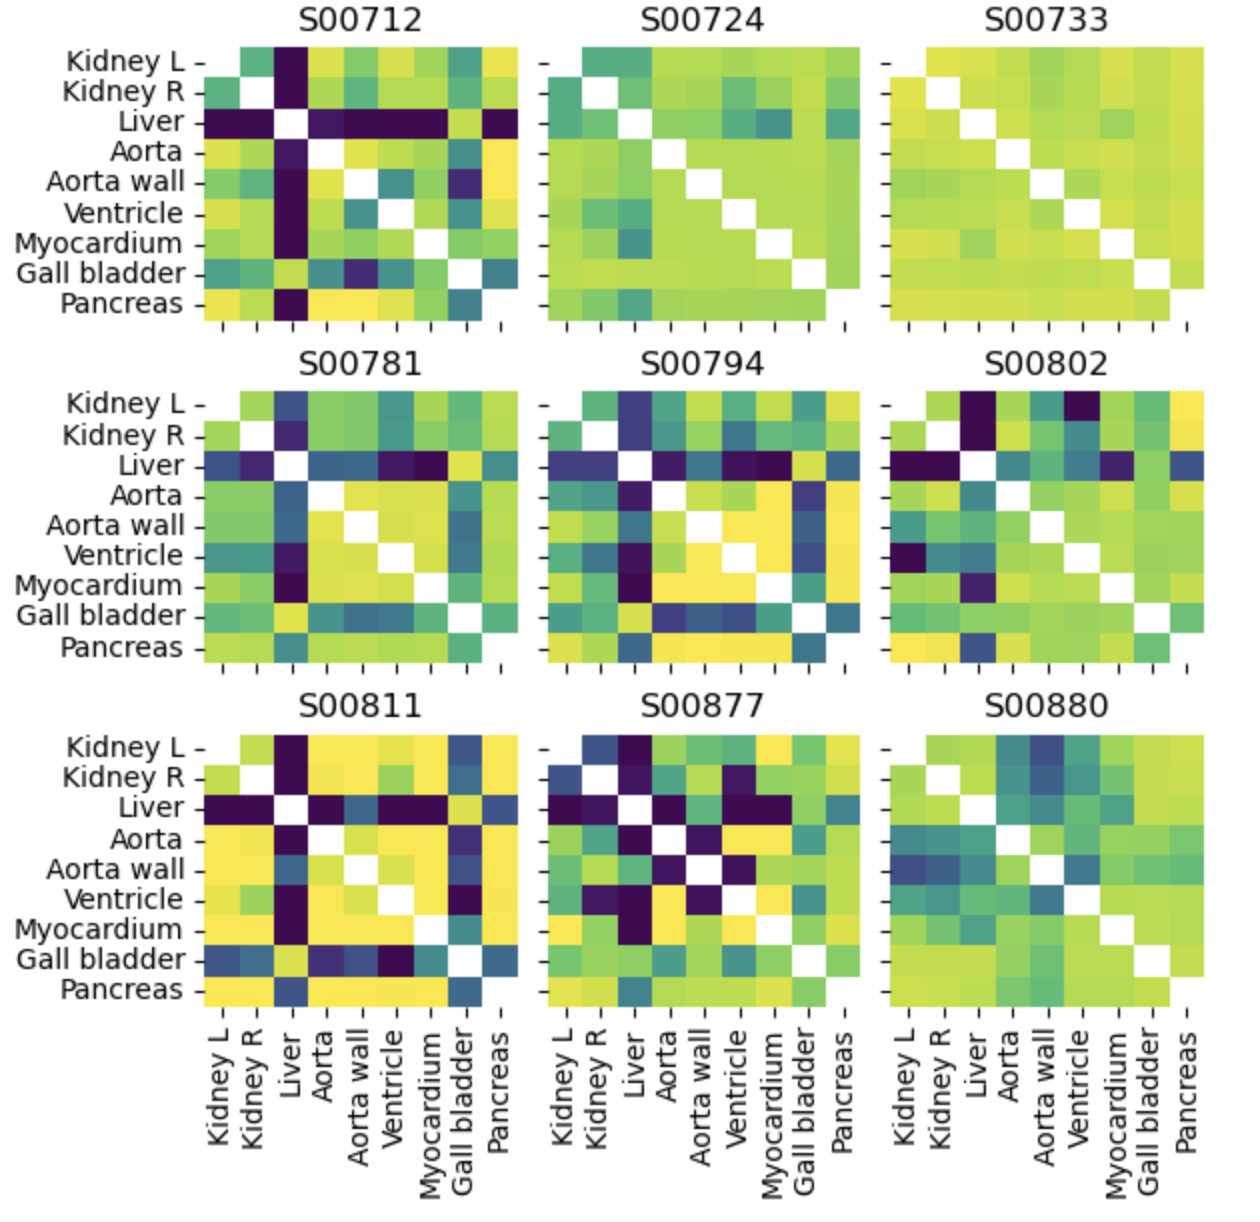 S00712 S00724 S00733
Kidney L
Kidney R
Liver
Aorta
Aorta wall
Ventricle
Myocardium
Gall bladder
Pancreas
S00781 S00794 S00802
Kidney L
Kidney R
Liver
Aorta
Aorta wall
Ventricle
Myocardium
Gall bladder
Pancreas
S00811 S00877 S00880
Kidney L
Kidney R
Liver
Aorta
Aorta wall
Ventricle
Myocardium
Gall bladder
Pancreas
Kidney L
Kidney R
Liver
Aorta
Aorta wall
Ventricle
Myocardium
Gall bladder
Pancreas
Kidney L
Kidney R
Liver
Aorta
Aorta wall
Ventricle
Myocardium
Gall bladder
Pancreas
Kidney L
Kidney R
Liver
Aorta
Aorta wall
Ventricle
Myocardium
Gall bladder
Pancreas